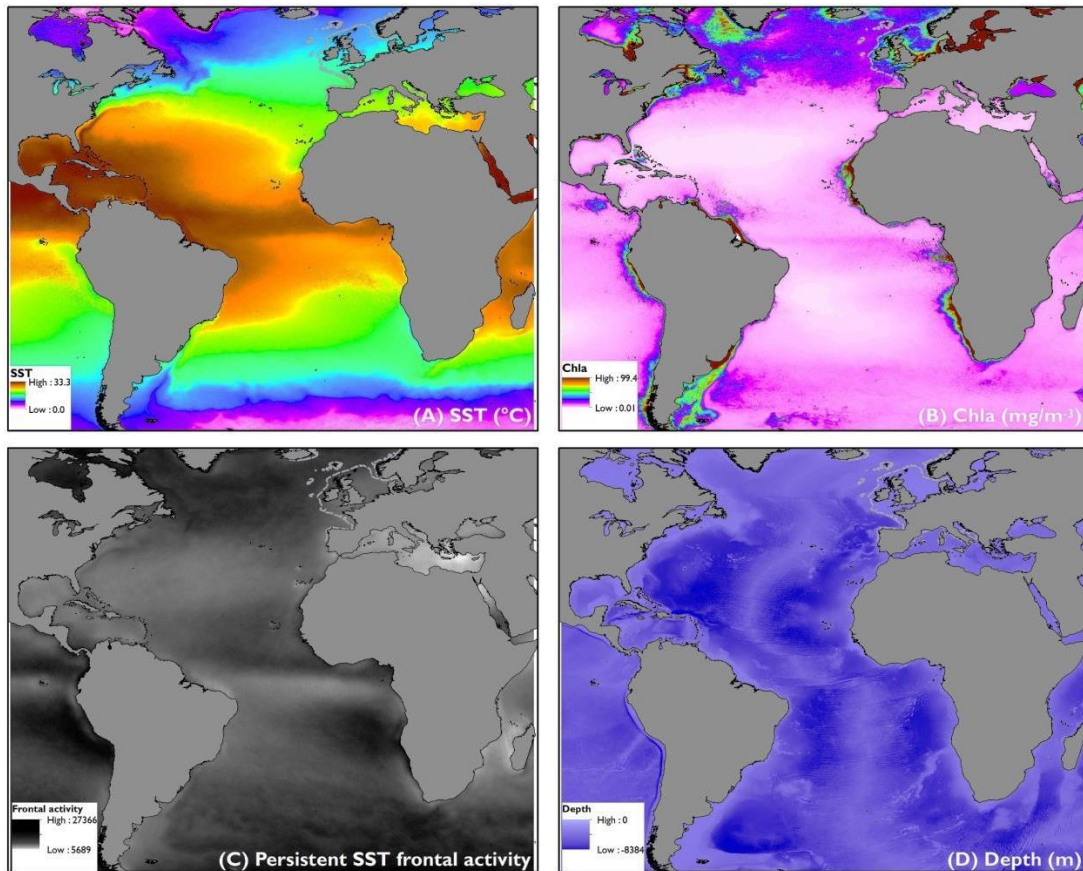 SST
High : 33.3
Low : 0.0
(A) SST (°C)
Chla
High : 99.4
Low : 0.01
(B) Chla (mg/m⁻³)
Frontal activity
High : 27366
Low : 5689
(C) Persistent SST frontal activity
Depth
High : 0
Low : -8384
(D) Depth (m)